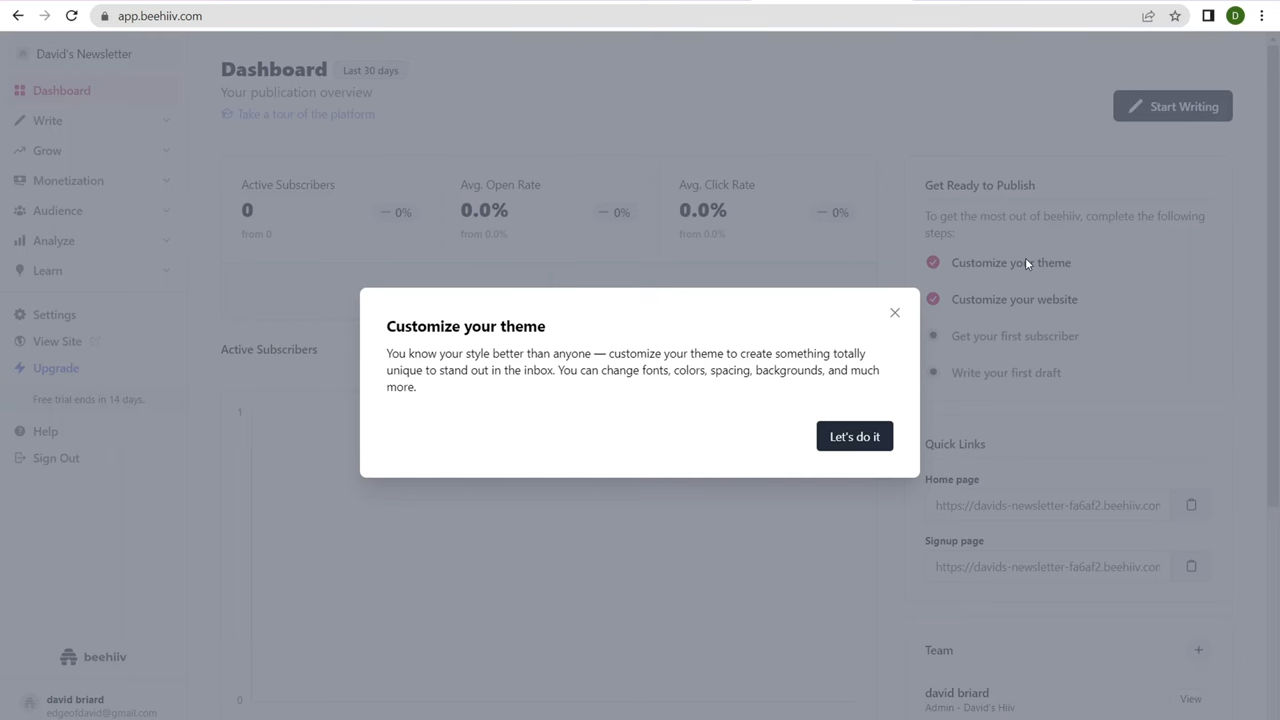 app.beehiiv.com
D
David's Newsletter
Dashboard
Write
Grow
Monetization
Audience
Analyze
Learn
Settings
View Site
Upgrade
Free trial ends in 14 days.
Help
Sign Out
beehiiv
david briard
edgeofdavid@gmail.com
Dashboard
Last 30 days
Your publication overview
Take a tour of the platform
Start Writing
Active Subscribers
0
— 0%
from 0
Avg. Open Rate
0.0%
— 0%
from 0.0%
Avg. Click Rate
0.0%
— 0%
from 0.0%
Active Subscribers
1
0
Customize your theme
You know your style better than anyone — customize your theme to create something totally
unique to stand out in the inbox. You can change fonts, colors, spacing, backgrounds, and much
more.
Let's do it
Get Ready to Publish
To get the most out of beehiiv, complete the following
steps:
Customize your theme
Customize your website
Get your first subscriber
Write your first draft
Quick Links
Home page
https://davids-newsletter-fa6af2.beehiiv.cor
Signup page
https://davids-newsletter-fa6af2.beehiiv.cor
Team
+
david briard
Admin - David's Hiiv
View